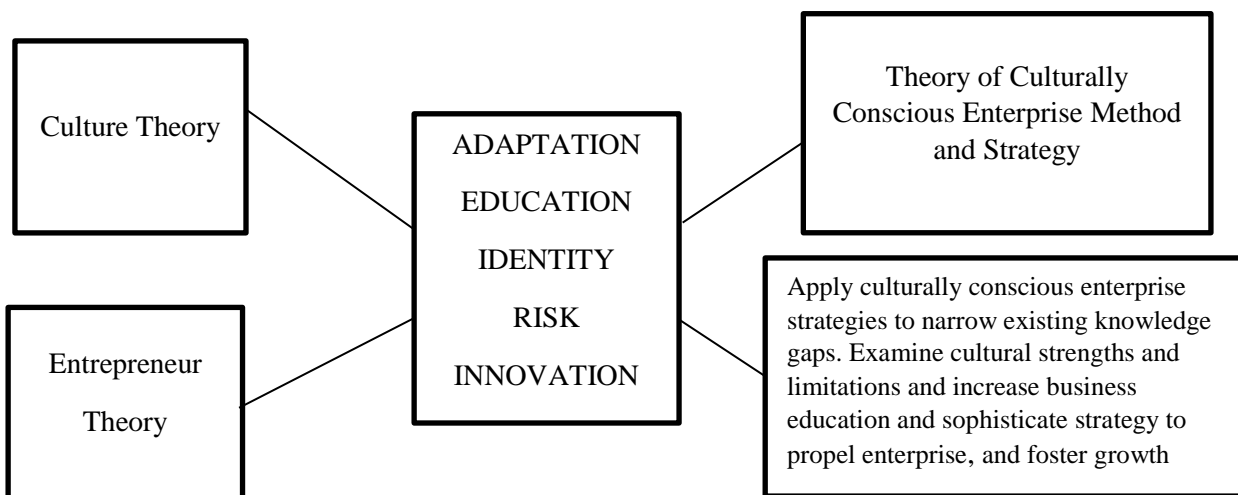 Culture Theory
Entrepreneur
Theory
ADAPTATION
EDUCATION
IDENTITY
RISK
INNOVATION
Theory of Culturally
Conscious Enterprise Method
and Strategy
Apply culturally conscious enterprise
strategies to narrow existing knowledge
gaps. Examine cultural strengths and
limitations and increase business
education and sophisticate strategy to
propel enterprise, and foster growth